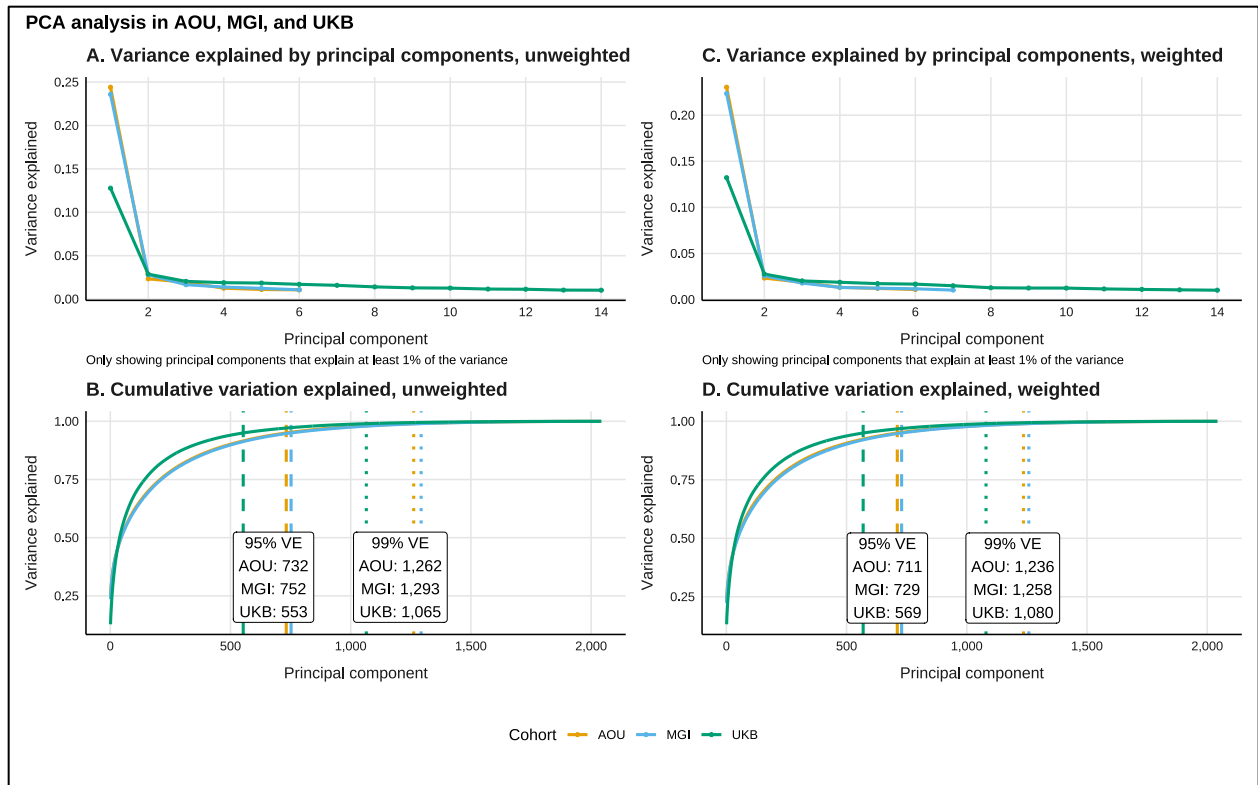 PCA analysis in AOU, MGI, and UKB
A. Variance explained by principal components, unweighted
Variance explained
0.25
0.20
0.15
0.10
0.05
0.00
2
4
6
8
10
12
14
Principal component
Only showing principal components that explain at least 1% of the variance
C. Variance explained by principal components, weighted
Variance explained
0.20
0.15
0.10
0.05
0.00
2
4
6
8
10
12
14
Principal component
Only showing principal components that explain at least 1% of the variance
B. Cumulative variation explained, unweighted
Variance explained
1.00
0.75
0.50
0.25
95% VE
AOU: 732
MGI: 752
UKB: 553
99% VE
AOU: 1,262
MGI: 1,293
UKB: 1,065
0
500
1,000
1,500
2,000
Principal component
D. Cumulative variation explained, weighted
Variance explained
1.00
0.75
0.50
0.25
95% VE
AOU: 711
MGI: 729
UKB: 569
99% VE
AOU: 1,236
MGI: 1,258
UKB: 1,080
0
500
1,000
1,500
2,000
Principal component
Cohort AOU MGI UKB